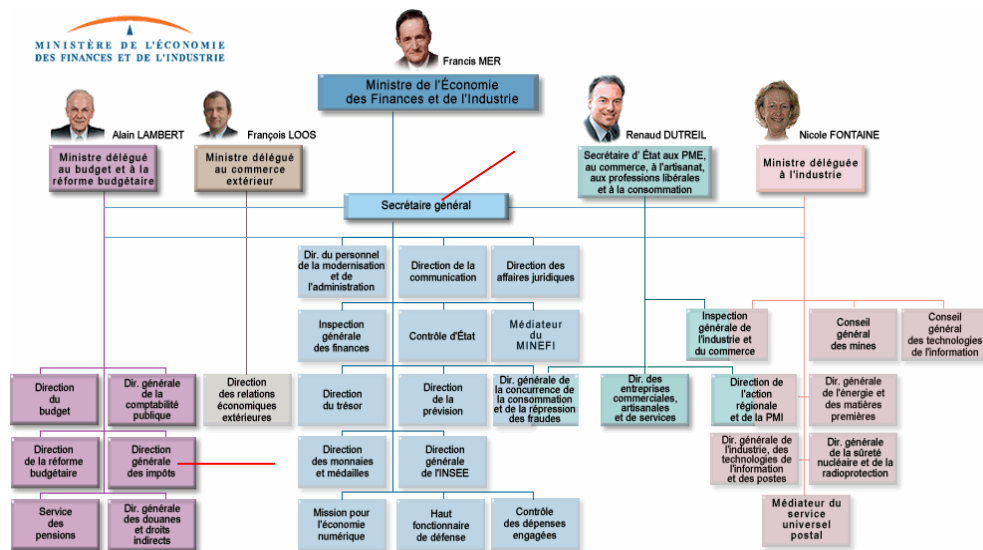 MINISTÈRE DE L'ÉCONOMIE
DES FINANCES ET DE L'INDUSTRIE
Francis MER
Ministre de l'Économie
des Finances et de l'Industrie
Alain LAMBERT
Ministre délégué
au budget et à la
réforme budgétaire
François LOOS
Ministre délégué
au commerce
extérieur
Renaud DUTREIL
Secrétaire d' État aux PME,
au commerce, à l'artisanat,
aux professions libérales
et à la consommation
Nicole FONTAINE
Ministre déléguée
à l'industrie
Secrétaire général
Dir. du personnel
de la modernisation
et de
l'administration
Direction de la
communication
Direction des
affaires juridiques
Inspection
générale
des finances
Contrôle d'État
Médiateur
du
MINEFI
Inspection
générale de
l'industrie et
du commerce
Conseil
général
des mines
Conseil
général
des technologies
de l'information
Direction
du
budget
Dir. générale
de la
comptabilité
publique
Direction
des relations
économiques
extérieures
Direction
du trésor
Direction
de la
prévision
Dir. générale de
la concurrence de
la consommation
et de la répression
des fraudes
Dir. des
entreprises
commerciales,
artisanales
et de services
Direction de
l'action
régionale
et de la PMI
Dir. générale
de l'énergie et
des matières
premières
Direction
de la réforme
budgétaire
Direction
générale
des impôts
Direction
des monnaies
et médailles
Direction
générale
de l'INSEE
Dir. générale de
l'industrie, des
technologies de
l'information
et des postes
Dir. générale
de la sûreté
nucléaire et de la
radioprotection
Service
des
pensions
Dir. générale
des douanes
et droits
indirects
Mission pour
l'économie
numérique
Haut
fonctionnaire
de défense
Contrôle
des dépenses
engagées
Médiateur du
service
universel
postal